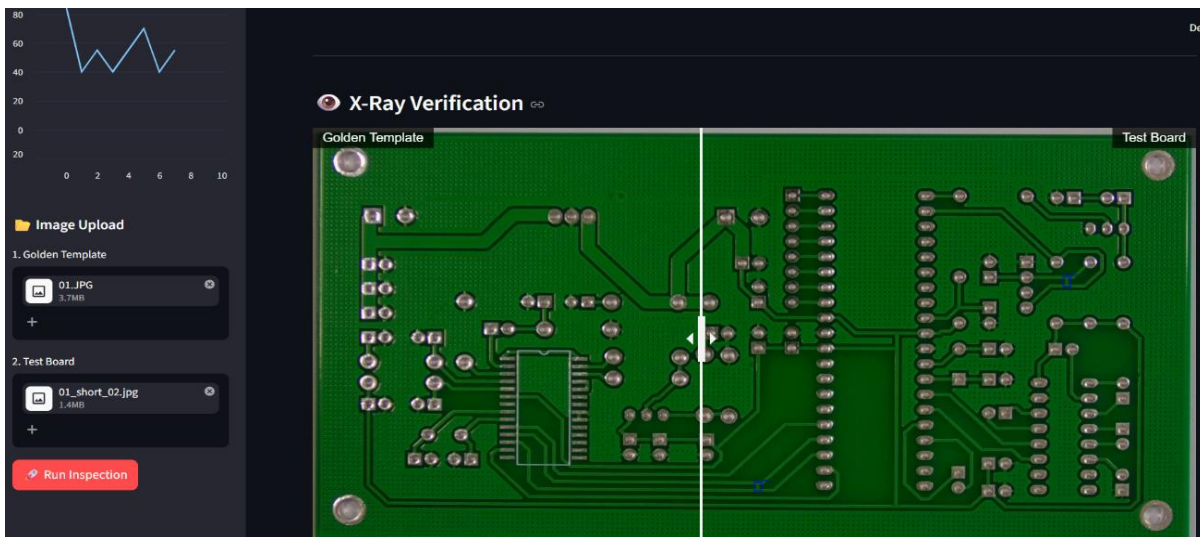 80
60
40
20
0
20
0 2 4 6 8 10
Image Upload
1. Golden Template
01.JPG
3.7MB
2. Test Board
01_short_02.jpg
1.4MB
Run Inspection
De
X-Ray Verification
Golden Template
Test Board